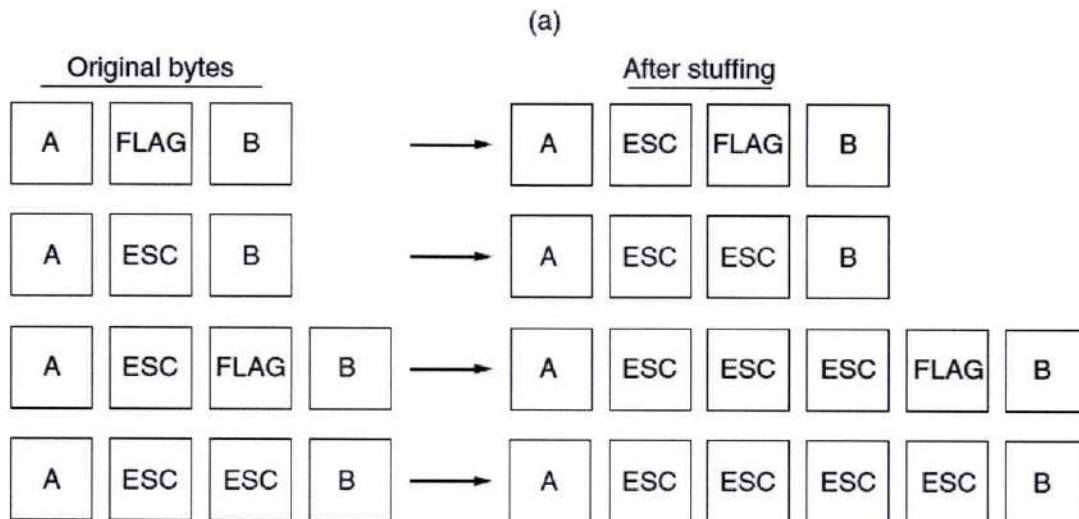 (a)
Original bytes After stuffing
A FLAG B A ESC FLAG B
A ESC B A ESC ESC B
A ESC FLAG B A ESC ESC ESC FLAG B
A ESC ESC B A ESC ESC ESC ESC B